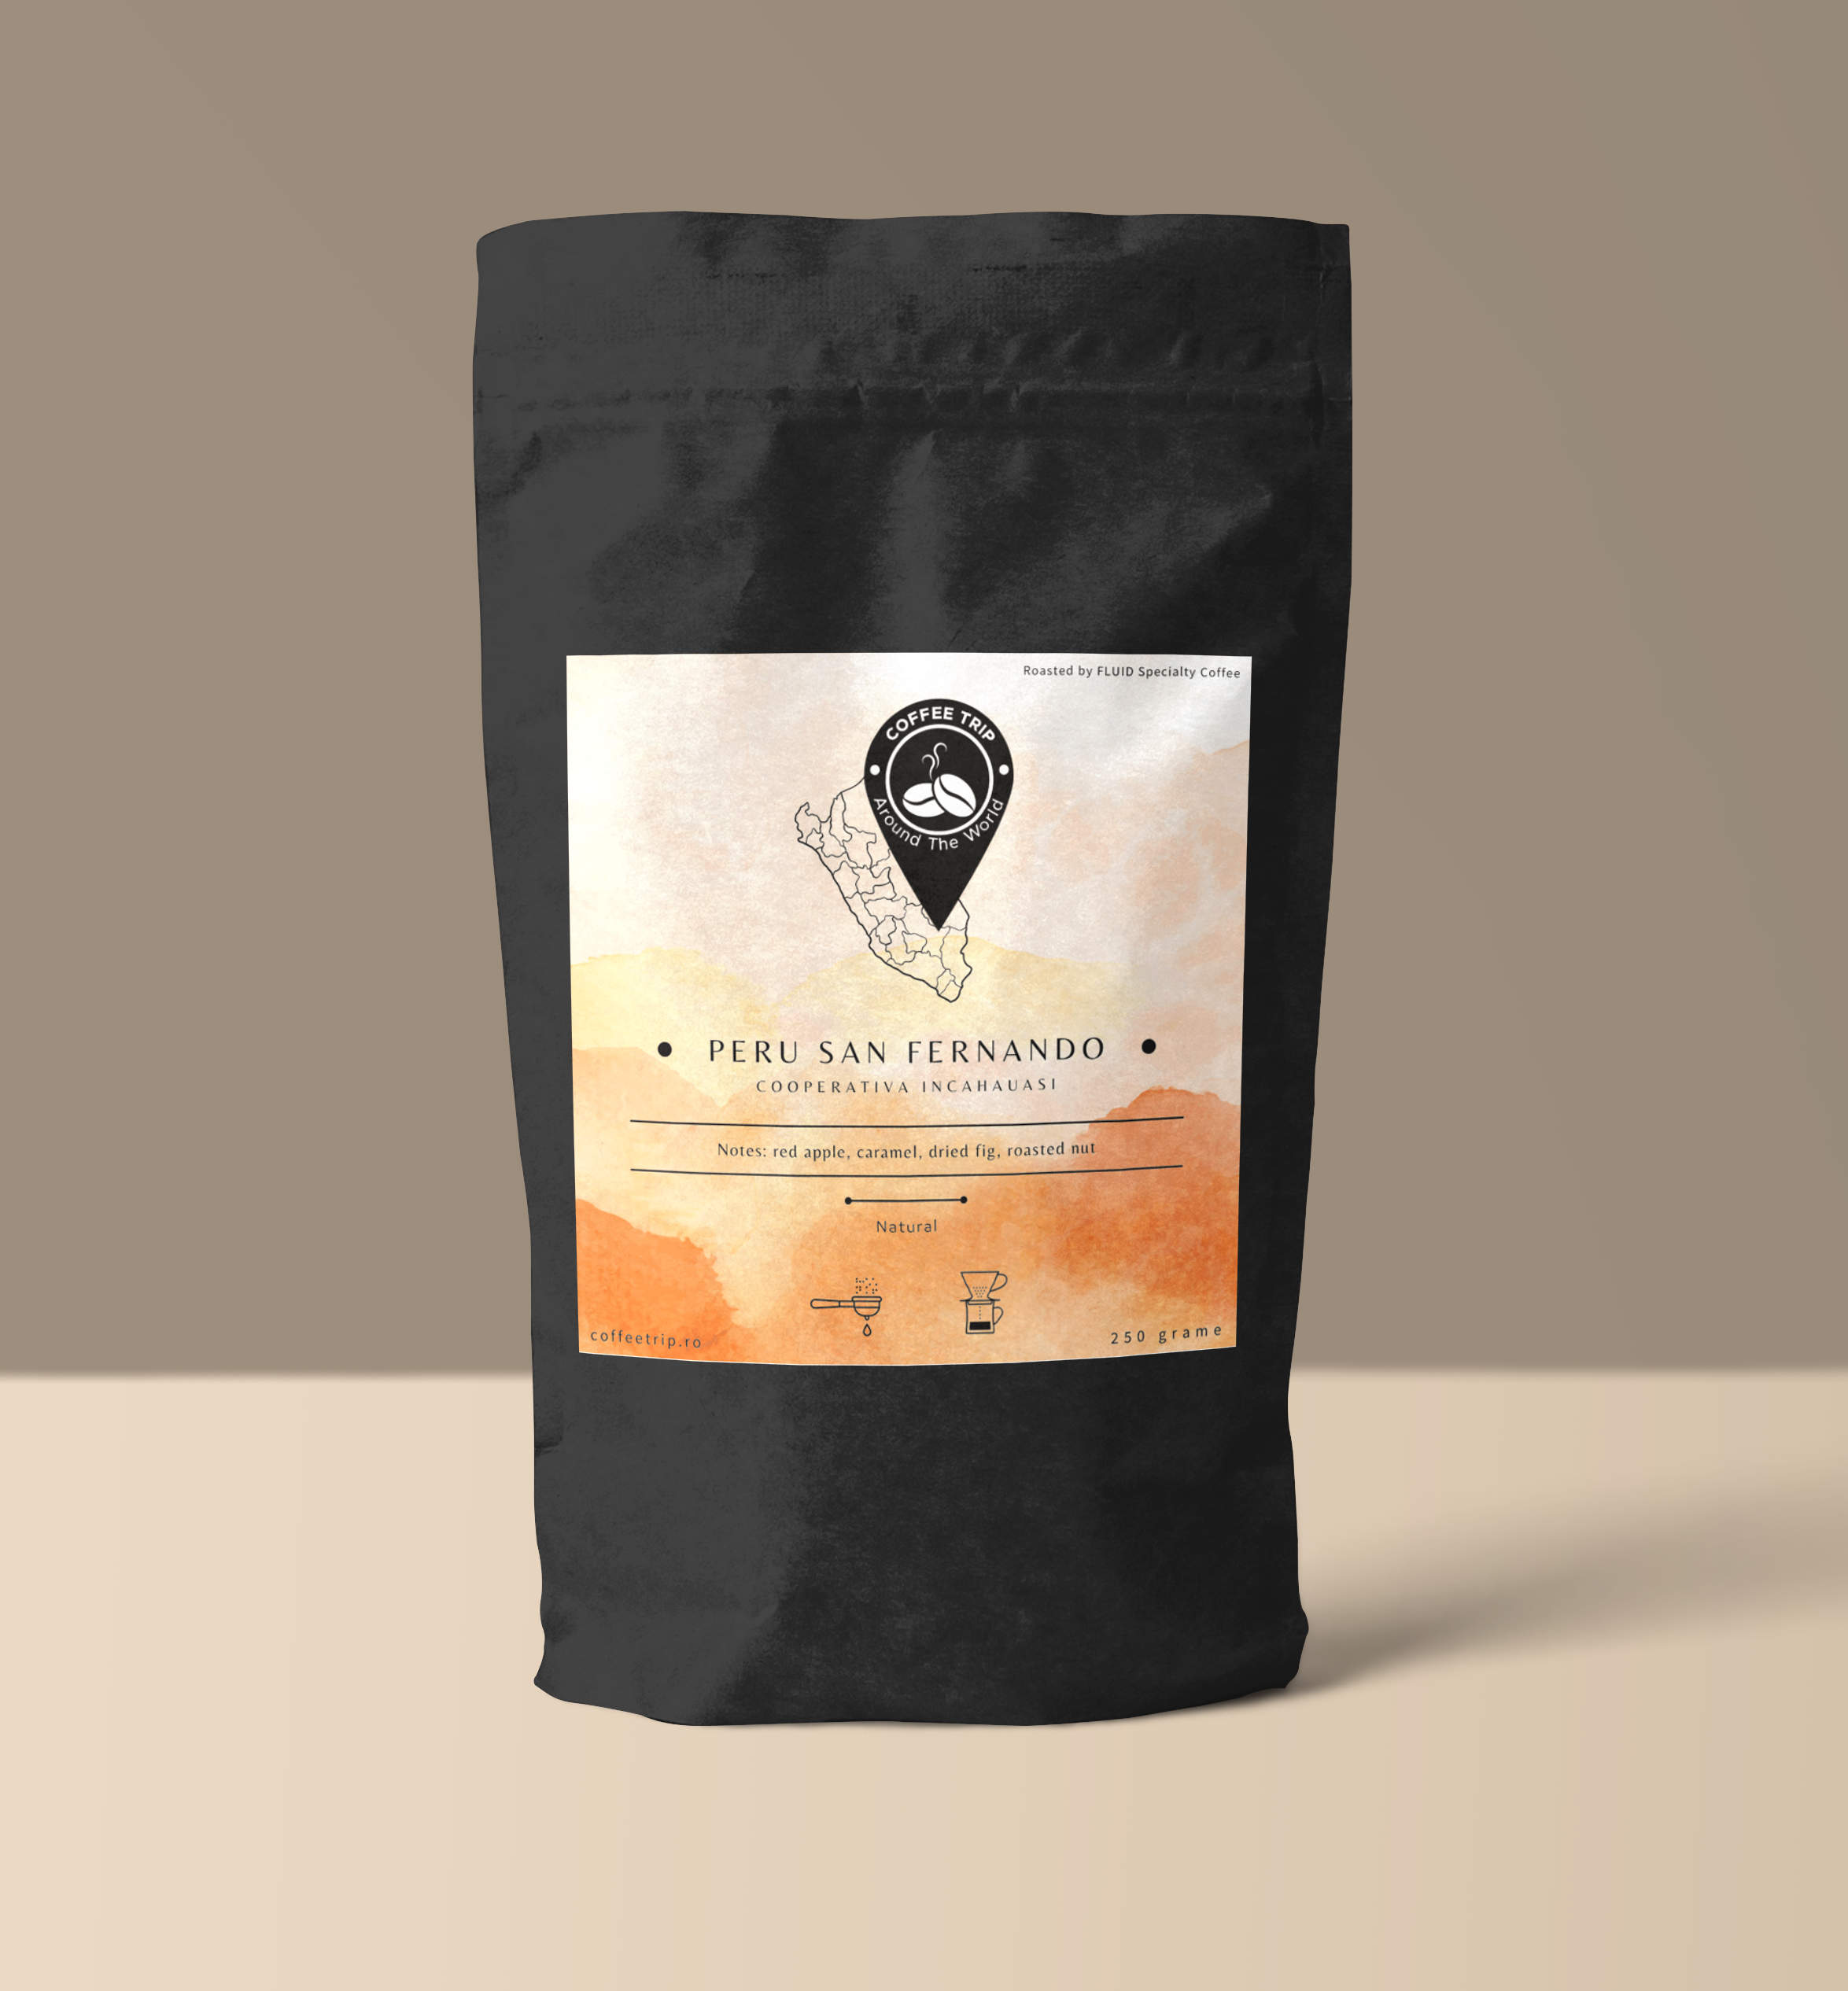 Roasted by FLUID Specialty Coffee
COFFEE TRIP
Around The World
PERU SAN FERNANDO
COOPERATIVA INCAHAUASI
Notes: red apple, caramel, dried fig, roasted nut
Natural
coffeetrip.ro
250 grame